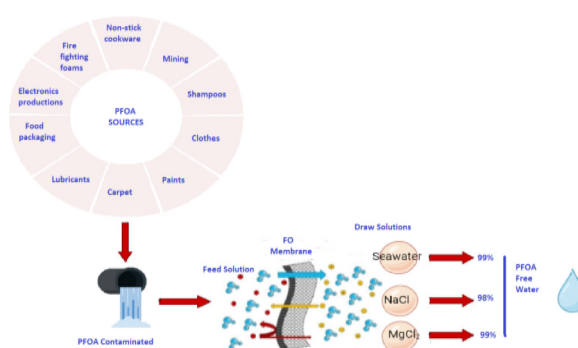 Non-stick
cookware
Mining
Shampoos
Clothes
Paints
Carpet
Lubricants
Food
packaging
Electronics
productions
Fire
fighting
foams
PFOA
SOURCES
PFOA Contaminated
Feed Solution
FO
Membrane
Draw Solutions
Seawater
99%
NaCl
98%
MgCl₂
99%
PFOA
Free
Water